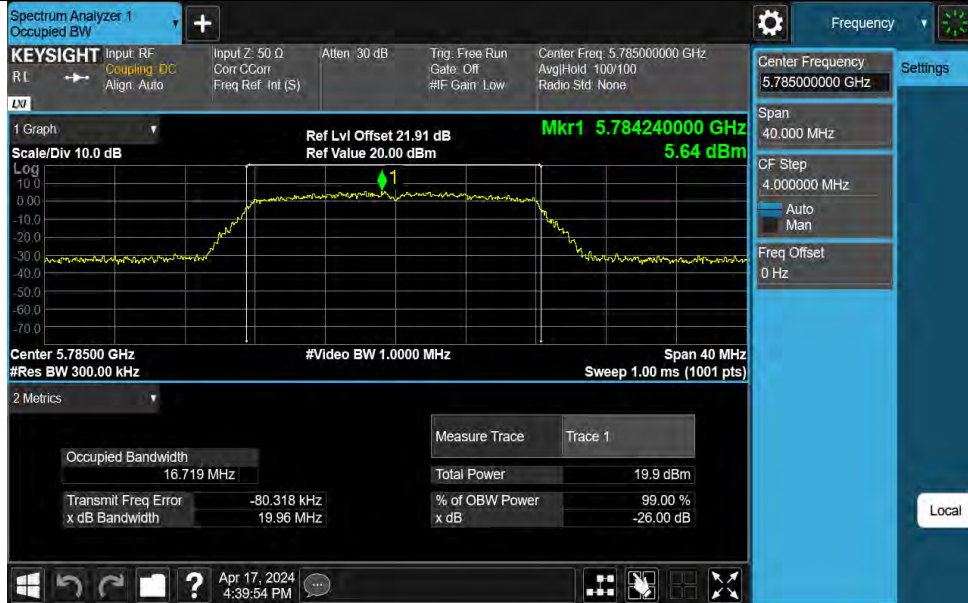 Spectrum Analyzer 1
Occupied BW
+
Frequency
KEYSIGHT Input: RF Input Z: 50 Ω Atten: 30 dB Trig: Free Run Center Freq: 5.785000000 GHz
Coupling: DC Corr CCorr Gate: Off Avg|Hold: 100/100
Align: Auto Freq Ref: Int (S) #IF Gain: Low Radio Std: None
LXI
Center Frequency
5.785000000 GHz
Settings
Span
40.000 MHz
CF Step
4.000000 MHz
Auto
Man
Freq Offset
0 Hz
1 Graph
Ref Lvl Offset 21.91 dB
Mkr1 5.784240000 GHz
Scale/Div 10.0 dB
Ref Value 20.00 dBm
5.64 dBm
Log
1
10.0
0.00
-10.0
-20.0
-30.0
-40.0
-50.0
-60.0
-70.0
Center 5.78500 GHz #Video BW 1.0000 MHz Span 40 MHz
#Res BW 300.00 kHz Sweep 1.00 ms (1001 pts)
2 Metrics
Measure Trace Trace 1
Occupied Bandwidth
16.719 MHz
Total Power 19.9 dBm
Transmit Freq Error -80.318 kHz
% of OBW Power 99.00 %
x dB Bandwidth 19.96 MHz
x dB -26.00 dB
Local
?
Apr 17, 2024
4:39:54 PM